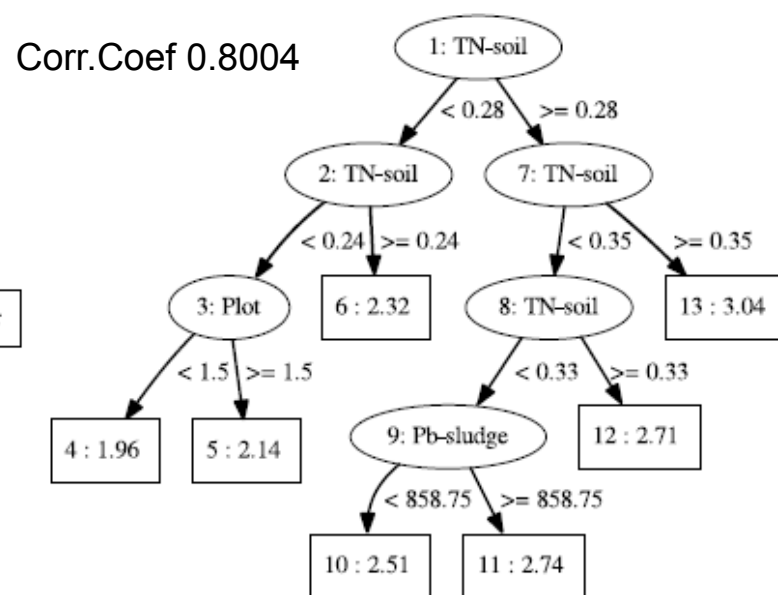 Corr.Coef 0.8004
1: TN-soil
< 0.28 >= 0.28
2: TN-soil 7: TN-soil
< 0.24 >= 0.24 < 0.35 >= 0.35
3: Plot 6 : 2.32 8: TN-soil 13 : 3.04
< 1.5 >= 1.5 < 0.33 >= 0.33
4 : 1.96 5 : 2.14 9: Pb-sludge 12 : 2.71
< 858.75 >= 858.75
10 : 2.51 11 : 2.74